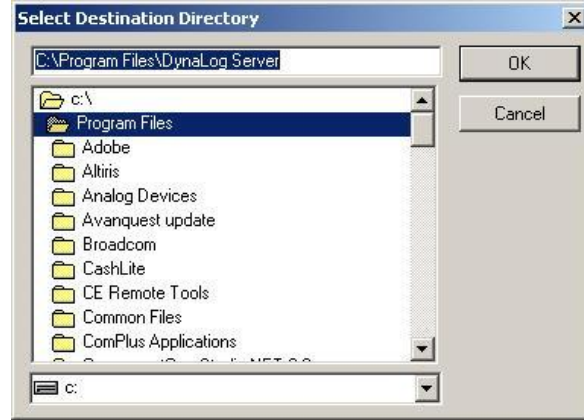 Select Destination Directory
C:\Program Files\DynaLog Server
OK
c:\
Program Files
Cancel
Adobe
Altiris
Analog Devices
Avanquest update
Broadcom
CashLite
CE Remote Tools
Common Files
ComPlus Applications
c: